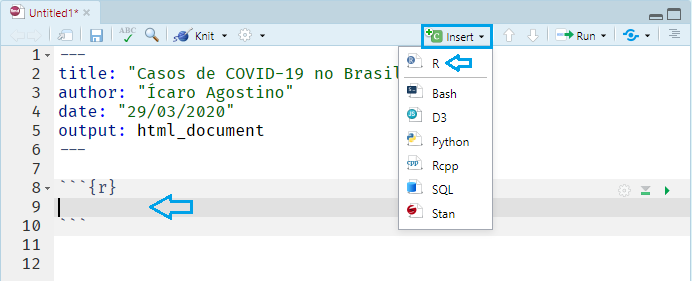 Untitled1*
Knit
Insert
Run
1 ---
2 title: "Casos de COVID-19 no Brasil
3 author: "Ícaro Agostino"
4 date: "29/03/2020"
5 output: html_document
6 ---
7
8 ```{r}
9
10 ```
11
12
R
Bash
D3
Python
Rcpp
SQL
Stan